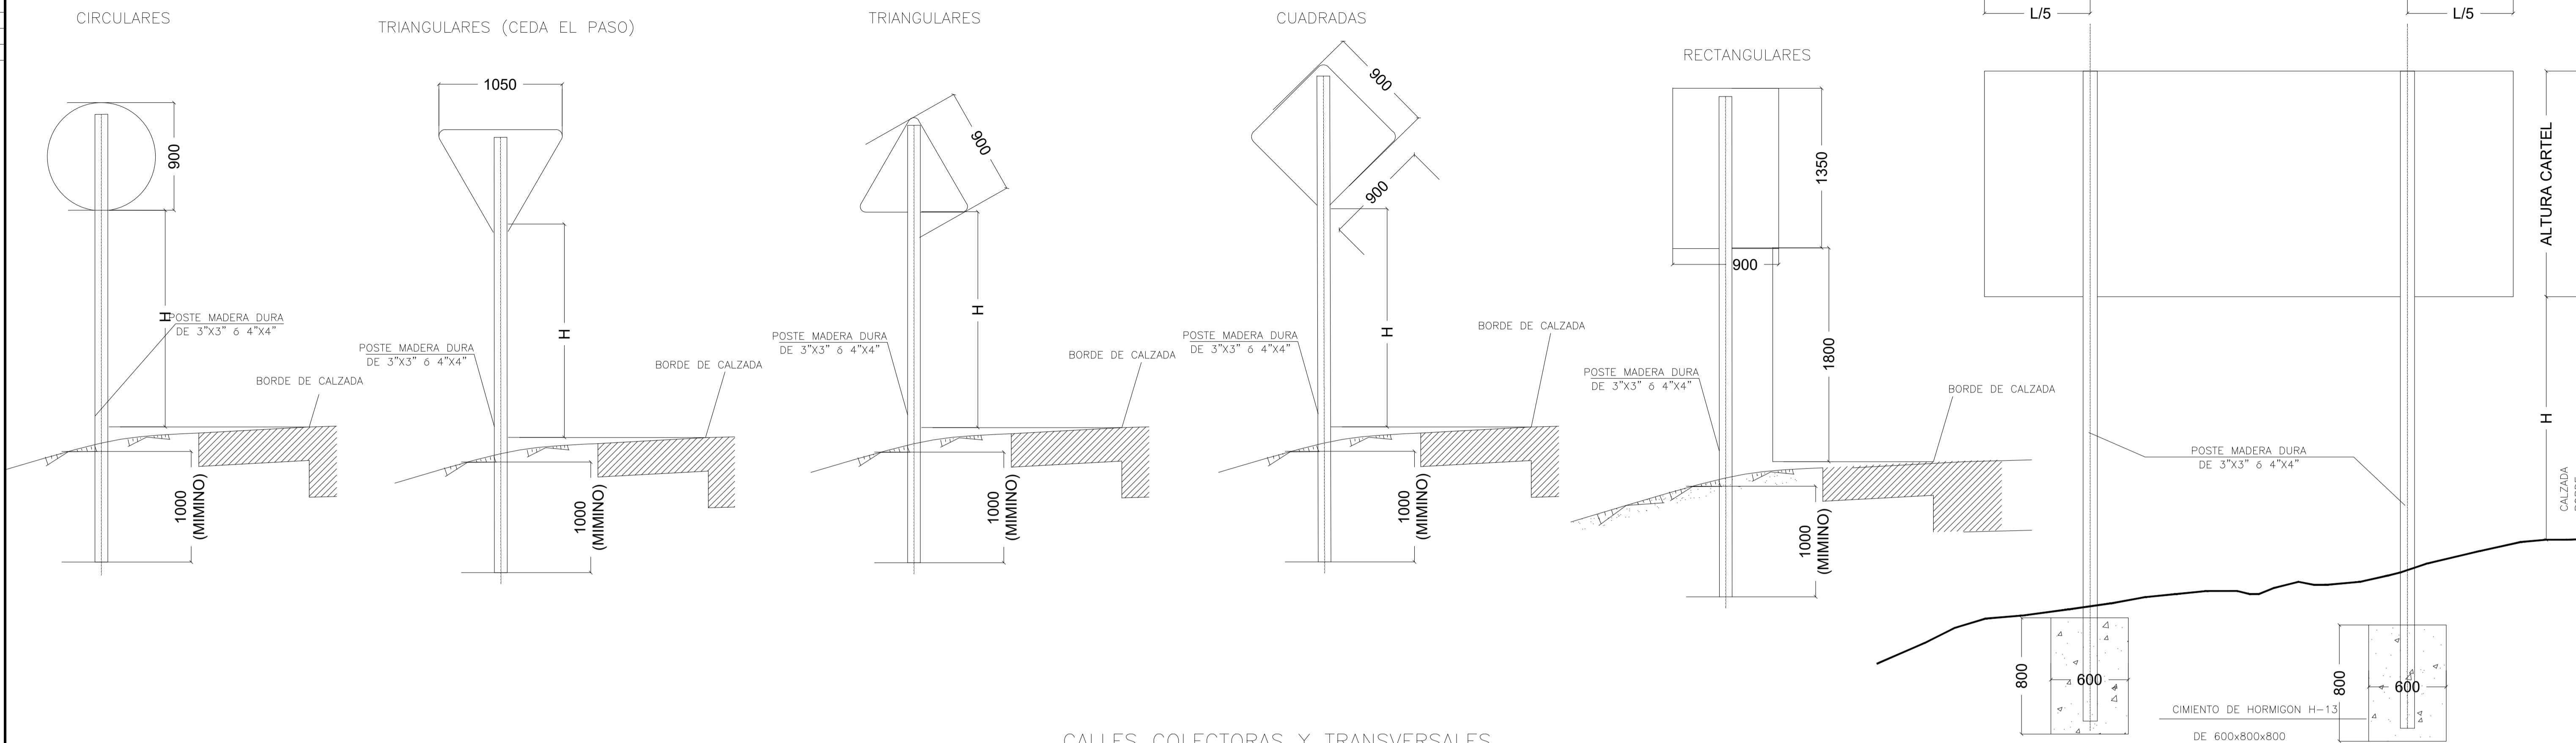 CIRCULARES
900
H
POSTE MADERA DURA
DE 3"X3" ó 4"X4"
BORDE DE CALZADA
1000
(MIMINO)
TRIANGULARES (CEDA EL PASO)
1050
H
POSTE MADERA DURA
DE 3"X3" ó 4"X4"
BORDE DE CALZADA
1000
(MIMINO)
TRIANGULARES
900
H
POSTE MADERA DURA
DE 3"X3" ó 4"X4"
BORDE DE CALZADA
1000
(MIMINO)
CUADRADAS
900
900
H
POSTE MADERA DURA
DE 3"X3" ó 4"X4"
BORDE DE CALZADA
1000
(MIMINO)
RECTANGULARES
1350
900
1800
POSTE MADERA DURA
DE 3"X3" ó 4"X4"
BORDE DE CALZADA
1000
(MIMINO)
L/5
L/5
ALTURA CARTEL
H
POSTE MADERA DURA
DE 3"X3" ó 4"X4"
CALZADA
800
600
800
600
CIMIENTO DE HORMIGON H-13
DE 600x800x800
CALLES COLECTORAS Y TRANSVERSALES